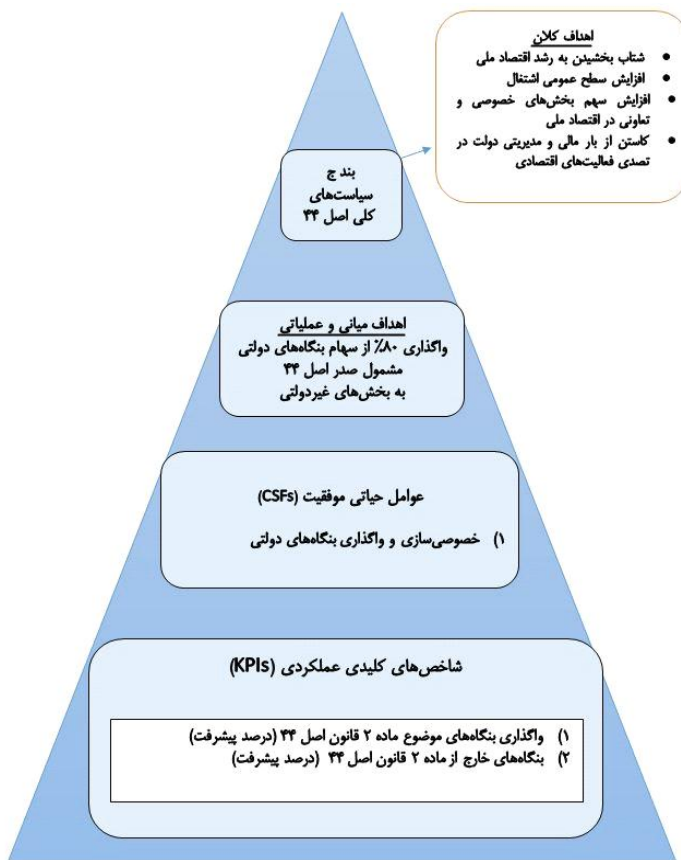 اهداف کلان
● شتاب بخشیدن به رشد اقتصاد ملی
● افزایش سطح عمومی اشتغال
● افزایش سهم بخش‌های خصوصی و
تعاونی در اقتصاد ملی
● کاستن از بار مالی و مدیریتی دولت در
تصدی فعالیت‌های اقتصادی
بند ج
سیاست‌های
کلی اصل ۴۴
اهداف میانی و عملیاتی
واگذاری ۸۰٪ از سهام بنگاه‌های دولتی
مشمول صدر اصل ۴۴
به بخش‌های غیردولتی
عوامل حیاتی موفقیت (CSFs)
۱) خصوصی‌سازی و واگذاری بنگاه‌های دولتی
شاخص‌های کلیدی عملکردی (KPIs)
۱) واگذاری بنگاه‌های موضوع ماده ۲ قانون اصل ۴۴ (درصد پیشرفت)
۲) بنگاه‌های خارج از ماده ۲ قانون اصل ۴۴ (درصد پیشرفت)